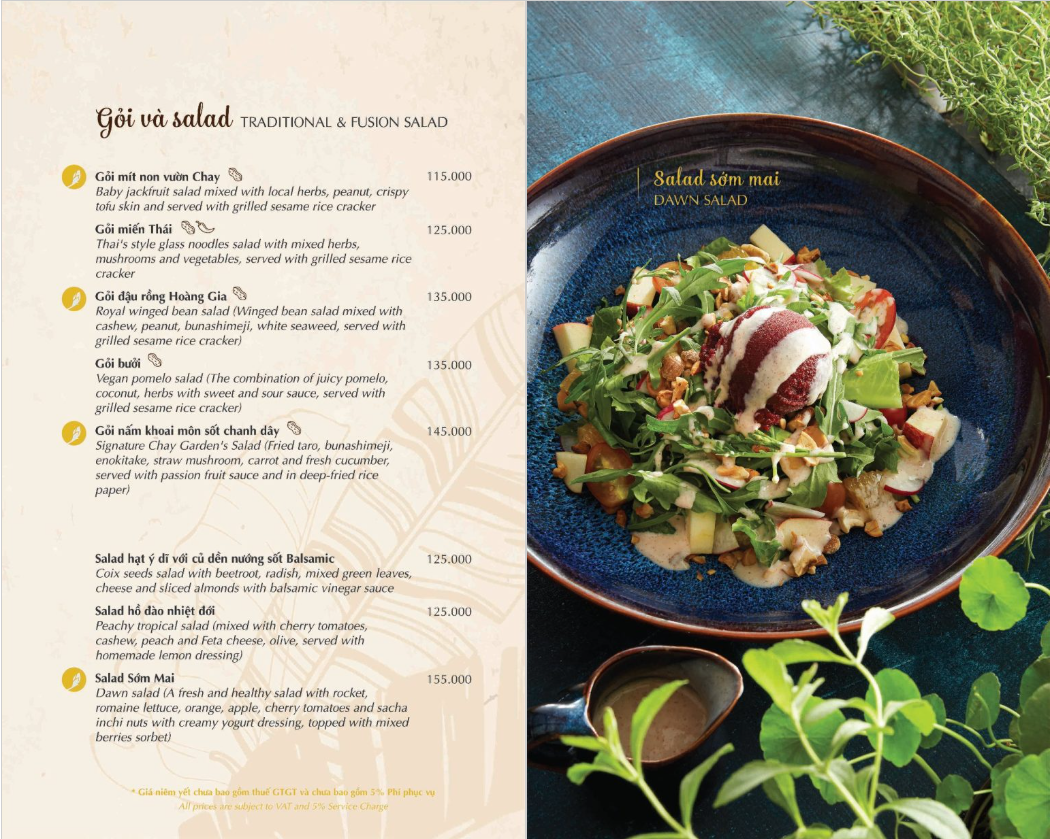 Gỏi và salad TRADITIONAL & FUSION SALAD
Gỏi mít non vườn Chay 115.000
Baby jackfruit salad mixed with local herbs, peanut, crispy
tofu skin and served with grilled sesame rice cracker
Gỏi miến Thái 125.000
Thai's style glass noodles salad with mixed herbs,
mushrooms and vegetables, served with grilled sesame rice
cracker
Gỏi đậu rồng Hoàng Gia 135.000
Royal winged bean salad (Winged bean salad mixed with
cashew, peanut, bunashimeji, white seaweed, served with
grilled sesame rice cracker)
Gỏi bưởi 135.000
Vegan pomelo salad (The combination of juicy pomelo,
coconut, herbs with sweet and sour sauce, served with
grilled sesame rice cracker)
Gỏi nấm khoai môn sốt chanh dây 145.000
Signature Chay Garden's Salad (Fried taro, bunashimeji,
enokitake, straw mushroom, carrot and fresh cucumber,
served with passion fruit sauce and in deep-fried rice
paper)
Salad hạt ý dĩ với củ dền nướng sốt Balsamic 125.000
Coix seeds salad with beetroot, radish, mixed green leaves,
cheese and sliced almonds with balsamic vinegar sauce
Salad hồ đào nhiệt đới 125.000
Peachy tropical salad (mixed with cherry tomatoes,
cashew, peach and Feta cheese, olive, served with
homemade lemon dressing)
Salad Sớm Mai 155.000
Dawn salad (A fresh and healthy salad with rocket,
romaine lettuce, orange, apple, cherry tomatoes and sacha
inchi nuts with creamy yogurt dressing, topped with mixed
berries sorbet)
* Giá niêm yết chưa bao gồm thuế GTGT và chưa bao gồm 5% Phí phục vụ
All prices are subject to VAT and 5% Service Charge
Salad sớm mai
DAWN SALAD